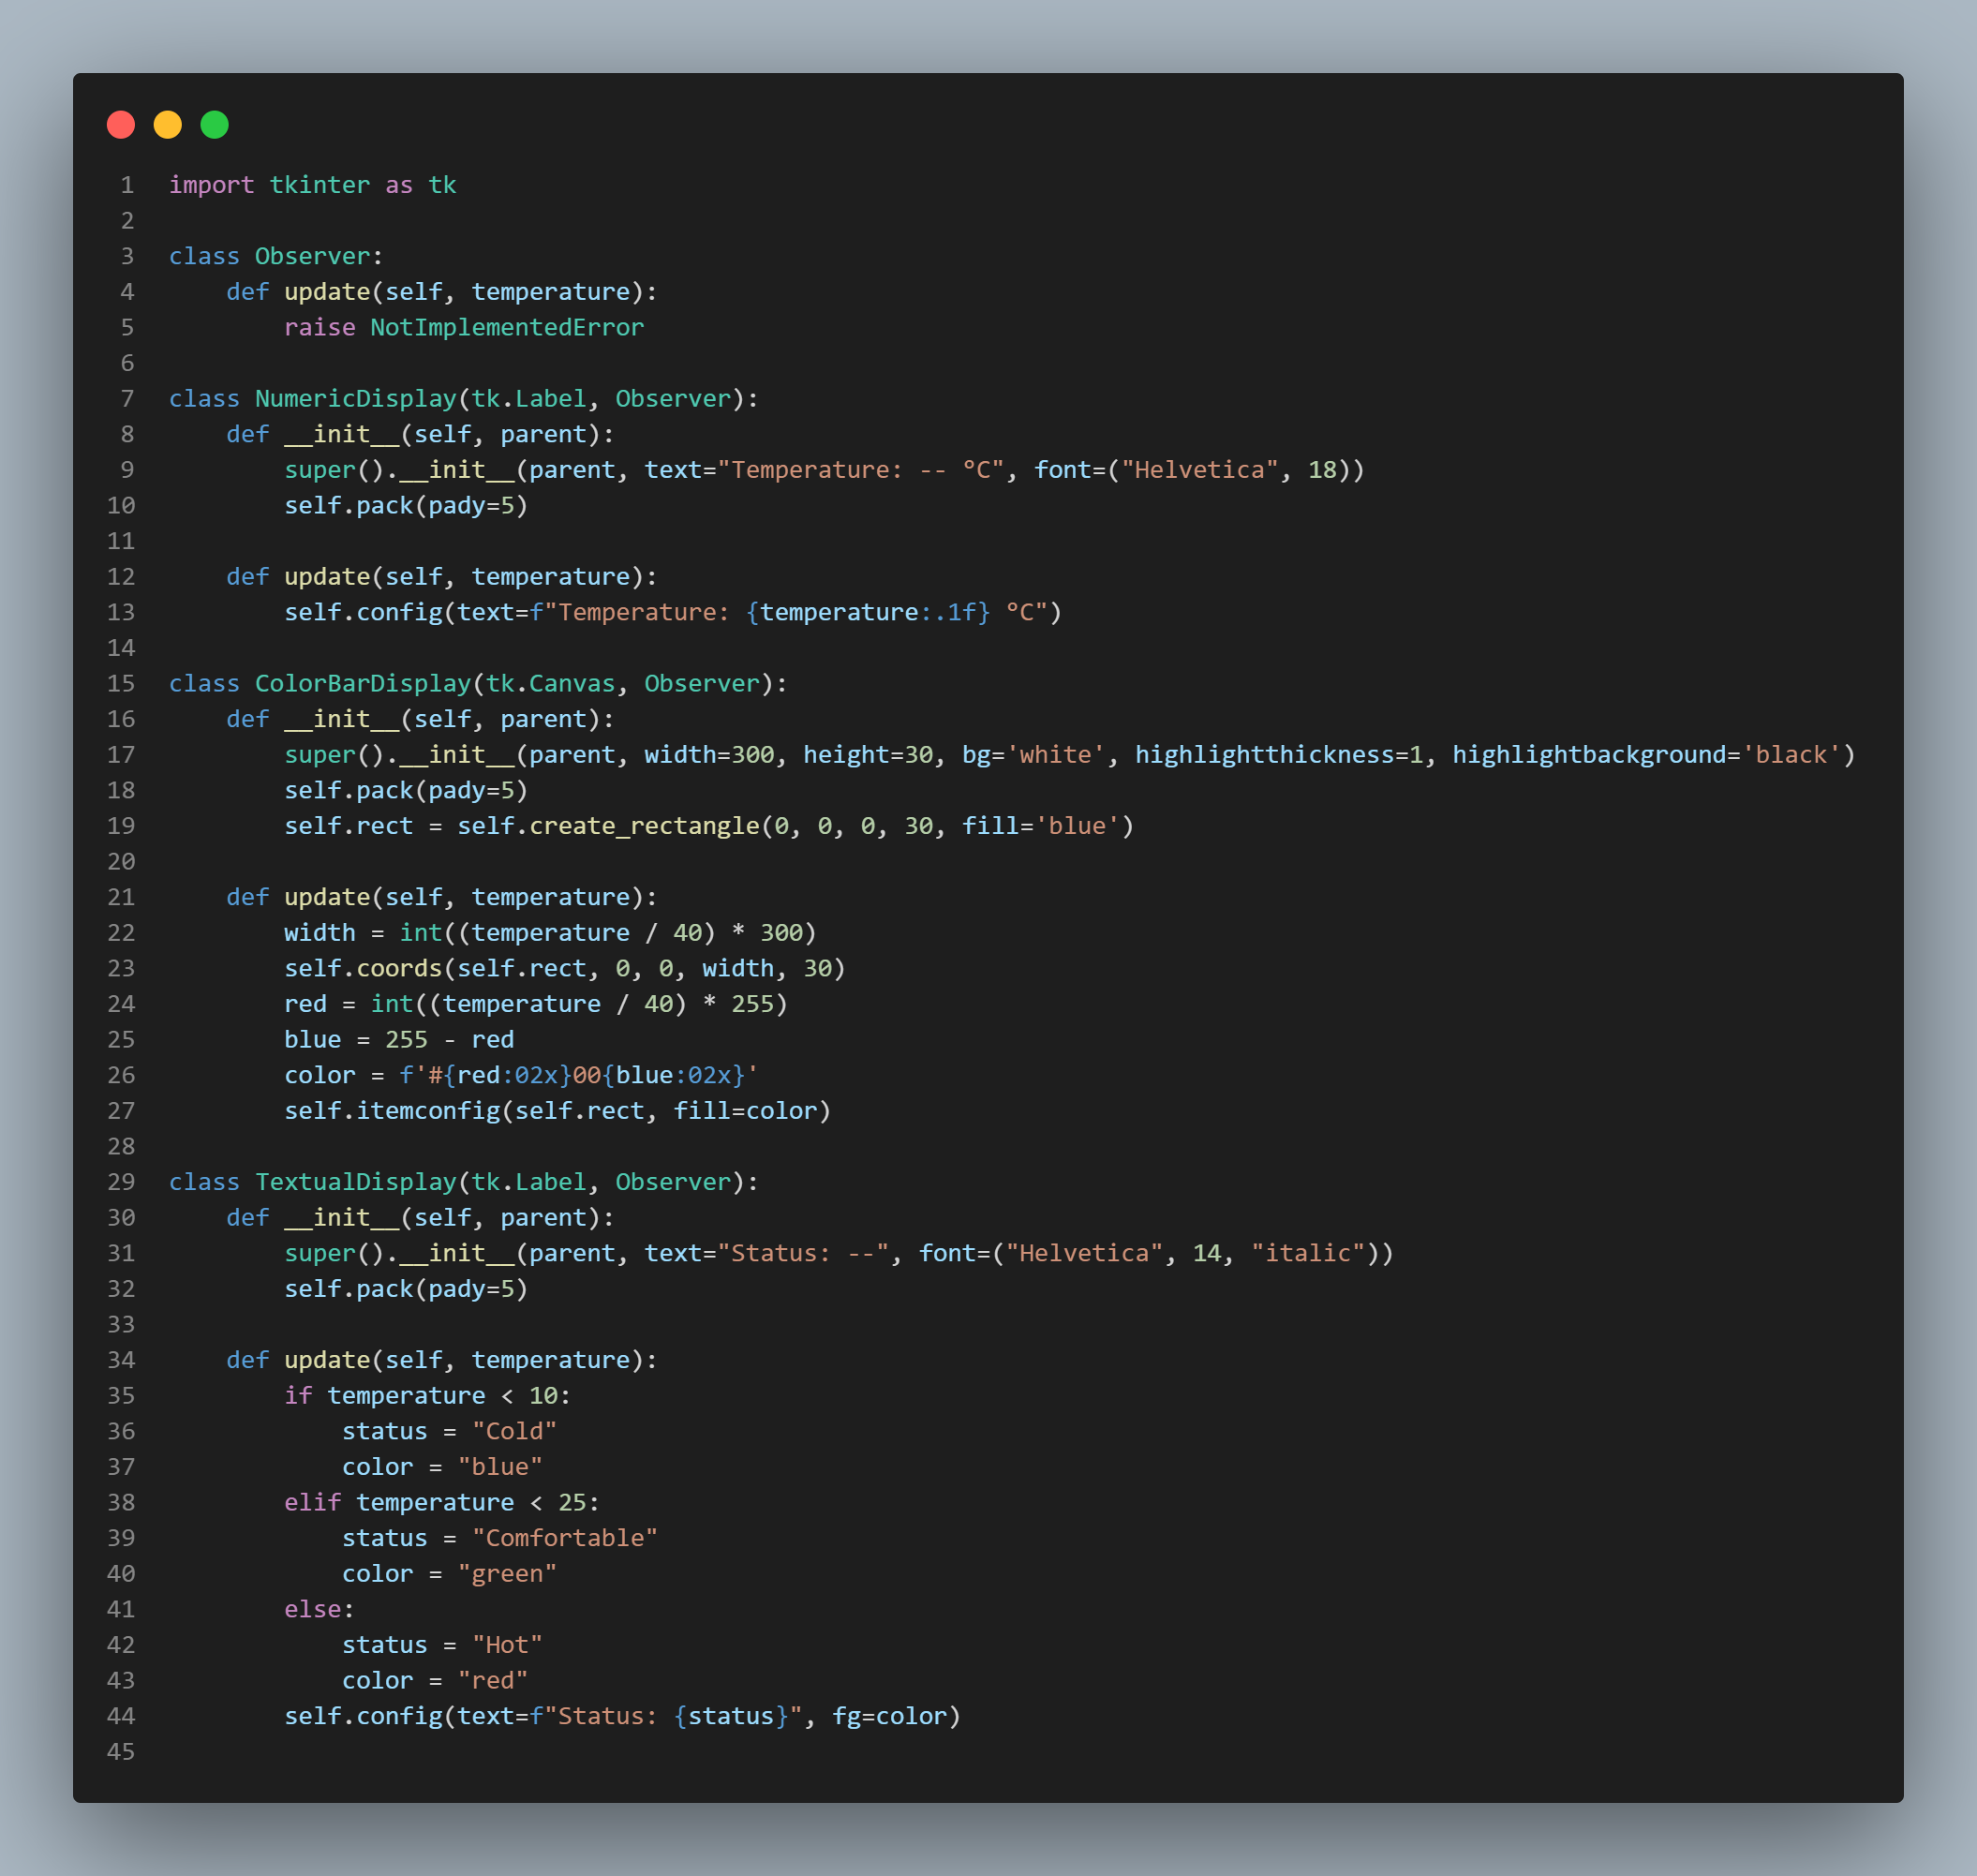 1 import tkinter as tk
2
3 class Observer:
4     def update(self, temperature):
5         raise NotImplementedError
6
7 class NumericDisplay(tk.Label, Observer):
8     def __init__(self, parent):
9         super().__init__(parent, text="Temperature: -- °C", font=("Helvetica", 18))
10         self.pack(pady=5)
11
12     def update(self, temperature):
13         self.config(text=f"Temperature: {temperature:.1f} °C")
14
15 class ColorBarDisplay(tk.Canvas, Observer):
16     def __init__(self, parent):
17         super().__init__(parent, width=300, height=30, bg='white', highlightthickness=1, highlightbackground='black')
18         self.pack(pady=5)
19         self.rect = self.create_rectangle(0, 0, 0, 30, fill='blue')
20
21     def update(self, temperature):
22         width = int((temperature / 40) * 300)
23         self.coords(self.rect, 0, 0, width, 30)
24         red = int((temperature / 40) * 255)
25         blue = 255 - red
26         color = f'#{red:02x}00{blue:02x}'
27         self.itemconfig(self.rect, fill=color)
28
29 class TextualDisplay(tk.Label, Observer):
30     def __init__(self, parent):
31         super().__init__(parent, text="Status: --", font=("Helvetica", 14, "italic"))
32         self.pack(pady=5)
33
34     def update(self, temperature):
35         if temperature < 10:
36             status = "Cold"
37             color = "blue"
38         elif temperature < 25:
39             status = "Comfortable"
40             color = "green"
41         else:
42             status = "Hot"
43             color = "red"
44         self.config(text=f"Status: {status}", fg=color)
45